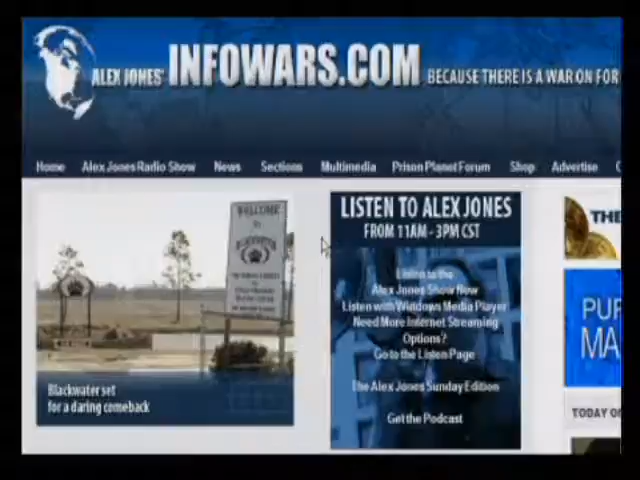 ALEX JONES' INFOWARS.COM BECAUSE THERE IS A WAR ON FOR
Home Alex Jones Radio Show News Sections Multimedia Prison Planet Forum Shop Advertise
WELCOME
Blackwater set
for a daring comeback
LISTEN TO ALEX JONES
FROM 11AM - 3PM CST
Listen to the
Alex Jones Show Now
Listen with Windows Media Player
Need More Internet Streaming
Options?
Go to the Listen Page
The Alex Jones Sunday Edition
Get the Podcast
THE
PUR
MA
TODAY O